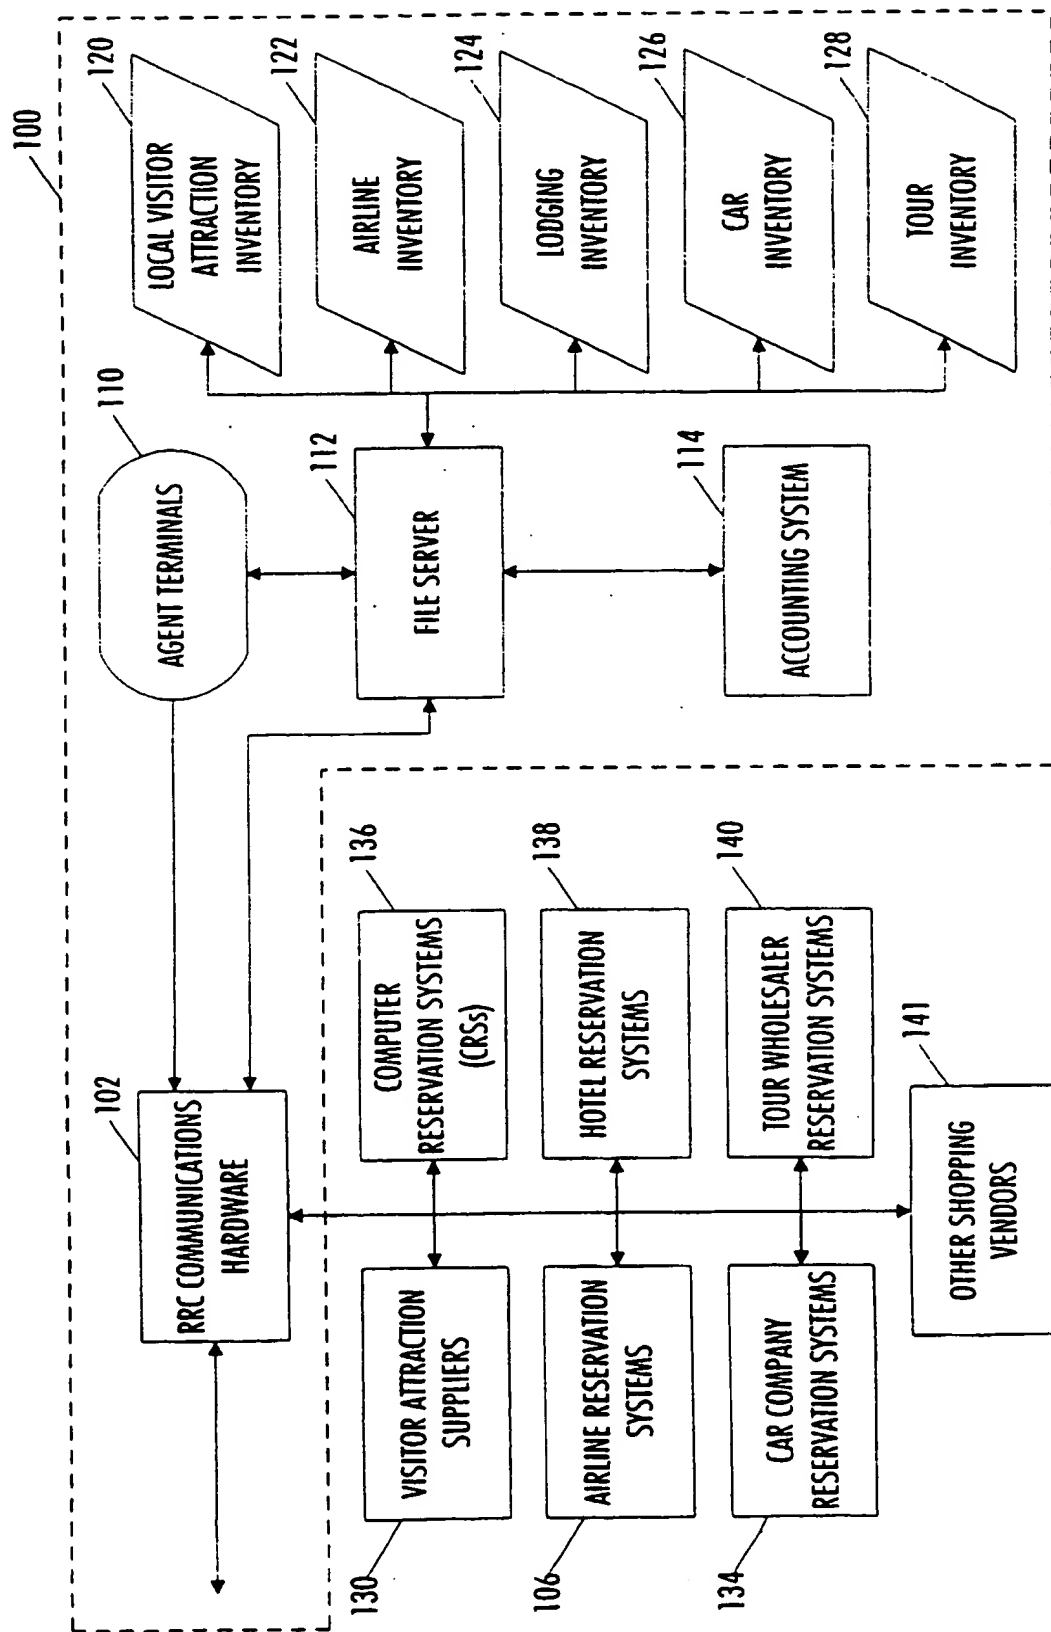 100
120
LOCAL VISITOR
ATTRACTION
INVENTORY
122
AIRLINE
INVENTORY
124
LODGING
INVENTORY
126
CAR
INVENTORY
128
TOUR
INVENTORY
110
AGENT TERMINALS
112
FILE SERVER
114
ACCOUNTING SYSTEM
102
RRC COMMUNICATIONS
HARDWARE
136
COMPUTER
RESERVATION SYSTEMS
(CRSs)
138
HOTEL RESERVATION
SYSTEMS
140
TOUR WHOLESALER
RESERVATION SYSTEMS
141
OTHER SHOPPING
VENDORS
VISITOR ATTRACTION
SUPPLIERS
130
AIRLINE RESERVATION
SYSTEMS
106
CAR COMPANY
RESERVATION SYSTEMS
134